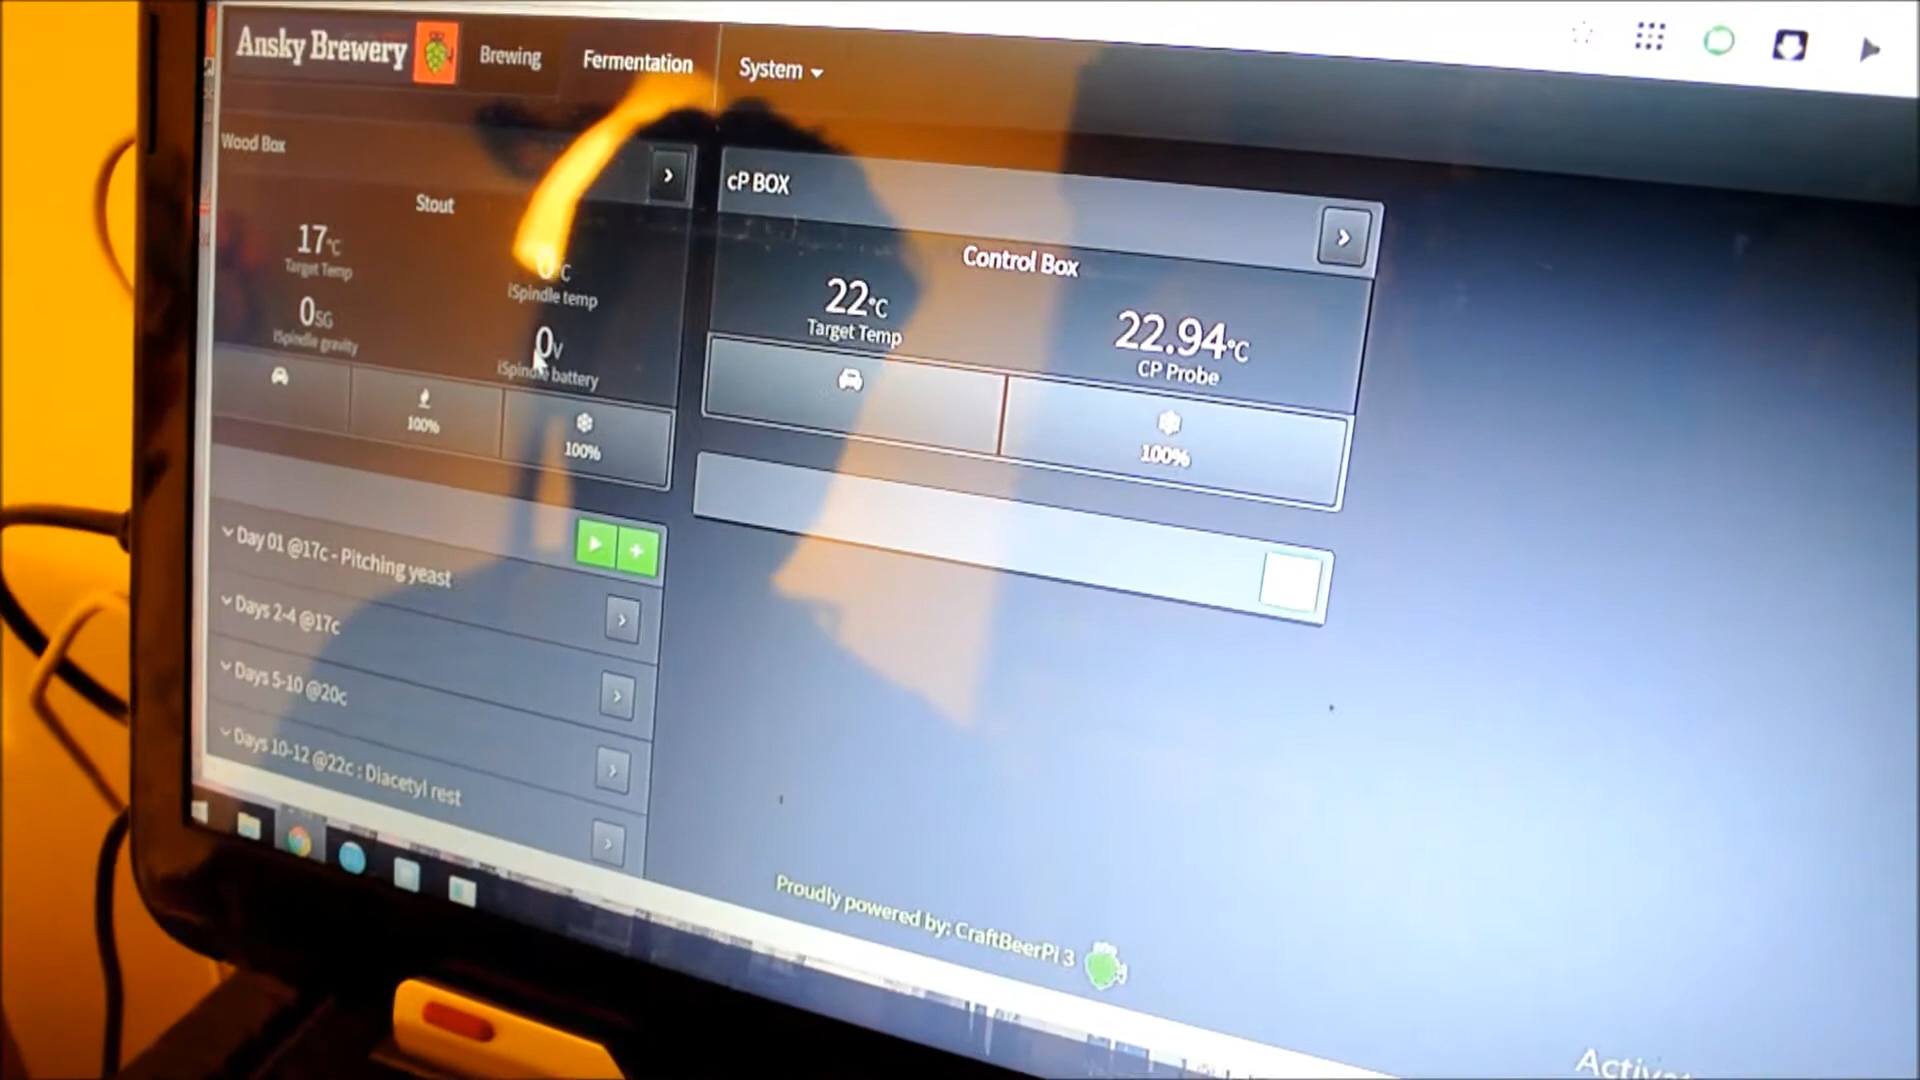 Ansky Brewery
Brewing
Fermentation
System
Wood Box
Stout
17°C
Target Temp
0°C
iSpindle temp
0SG
iSpindle gravity
0V
iSpindle battery
100%
100%
cP BOX
Control Box
22°C
Target Temp
22.94°C
CP Probe
100%
Day 01 @17c - Pitching yeast
Days 2-4 @17c
Days 5-10 @20c
Days 10-12 @22c : Diacetyl rest
Proudly powered by: CraftBeerPi 3